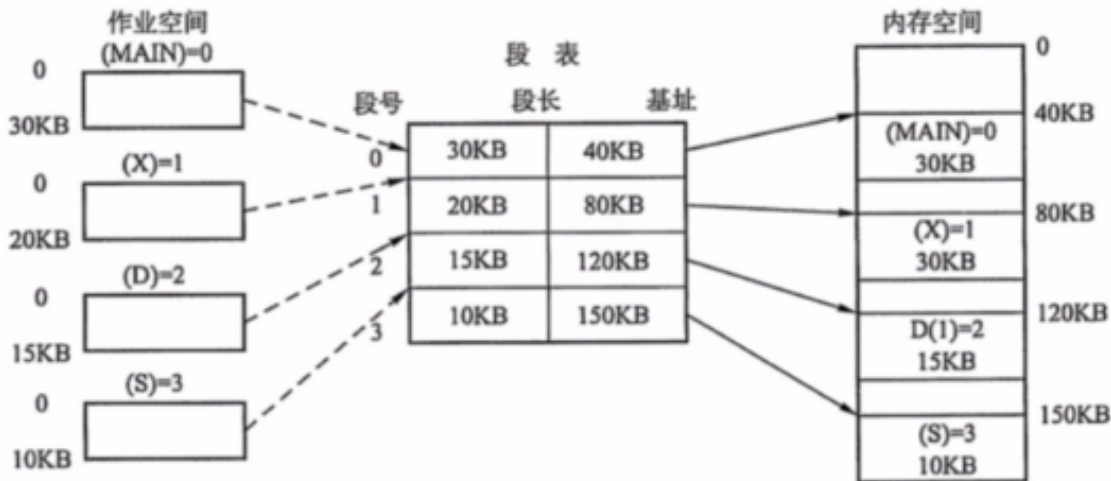 作业空间
(MAIN)=0
0
30KB
(X)=1
0
20KB
(D)=2
0
15KB
(S)=3
0
10KB
段 表
段号 段长 基址
0 30KB 40KB
1 20KB 80KB
2 15KB 120KB
3 10KB 150KB
内存空间
0
40KB
(MAIN)=0
30KB
80KB
(X)=1
30KB
120KB
D(1)=2
15KB
150KB
(S)=3
10KB